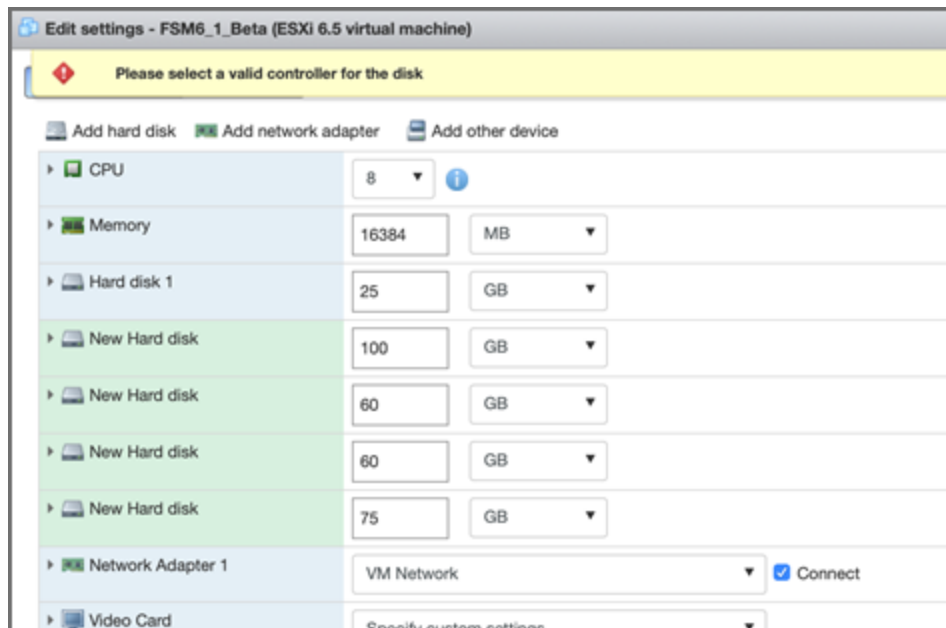 Edit settings - FSM6_1_Beta (ESXi 6.5 virtual machine)
Please select a valid controller for the disk
Add hard disk Add network adapter Add other device
CPU 8
Memory 16384 MB
Hard disk 1 25 GB
New Hard disk 100 GB
New Hard disk 60 GB
New Hard disk 60 GB
New Hard disk 75 GB
Network Adapter 1 VM Network Connect
Video Card Specify custom settings